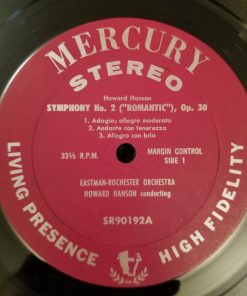 MERCURY
STEREO
Howard Hanson
SYMPHONY No. 2 ("ROMANTIC"), Op. 30
1. Adagio; allegro moderato
2. Andante con tenerezza
3. Allegro con brio
33⅓ R.P.M.
MARGIN CONTROL
SIDE 1
EASTMAN-ROCHESTER ORCHESTRA
HOWARD HANSON conducting
SR90192A
LIVING PRESENCE
HIGH FIDELITY